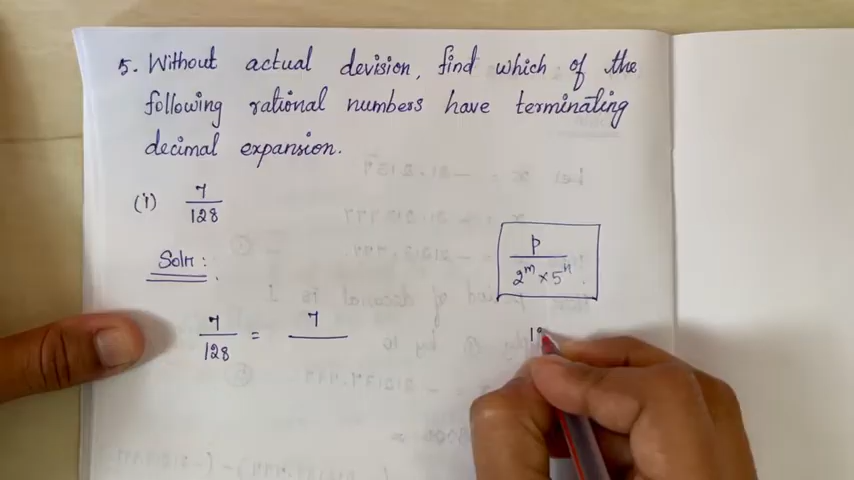 5. Without actual devision, find which of the
following rational numbers have terminating
decimal expansion.
(i) 7/128
Soln :
p/2^m × 5^n
7/128 = 7